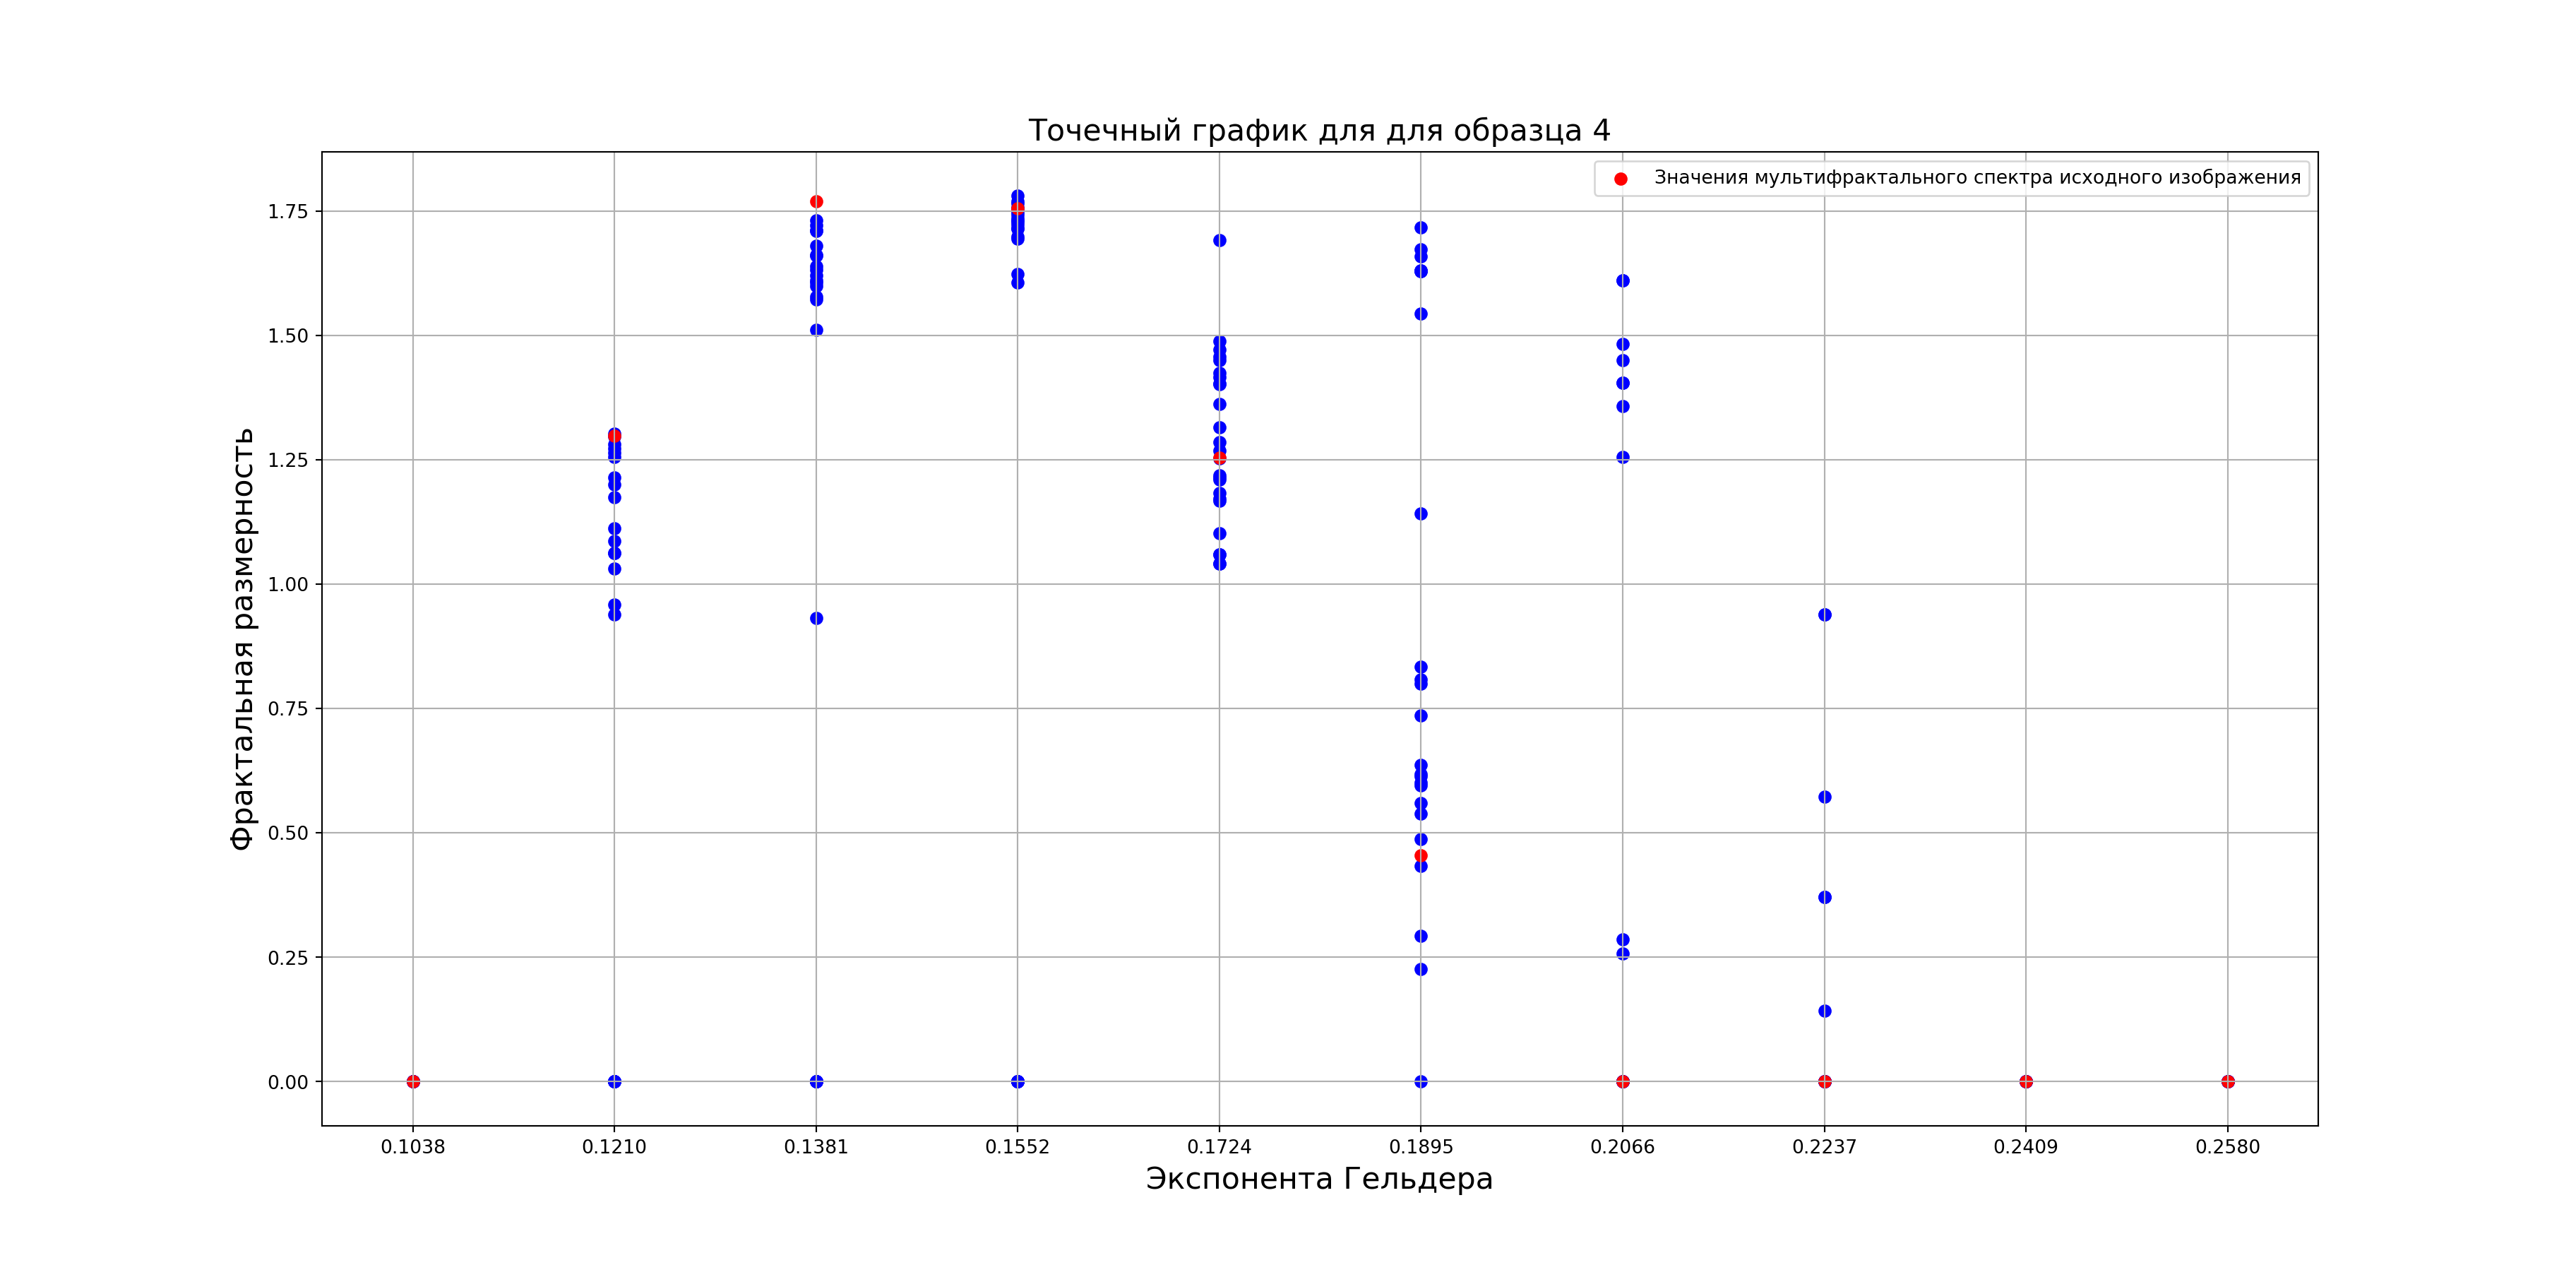 Точечный график для для образца 4
Значения мультифрактального спектра исходного изображения
Фрактальная размерность
1.75
1.50
1.25
1.00
0.75
0.50
0.25
0.00
0.1038 0.1210 0.1381 0.1552 0.1724 0.1895 0.2066 0.2237 0.2409 0.2580
Экспонента Гельдера